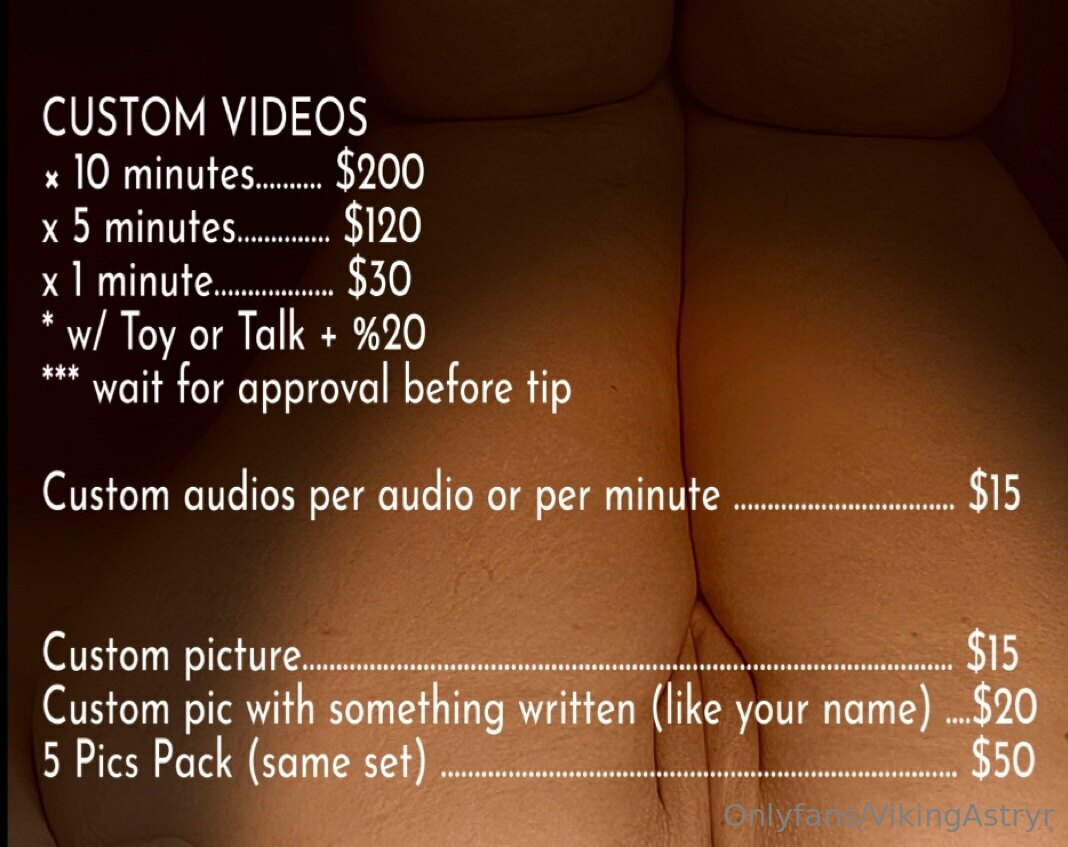 CUSTOM VIDEOS
x 10 minutes.......... $200
x 5 minutes............... $120
x 1 minute.................. $30
* w/ Toy or Talk + %20
*** wait for approval before tip
Custom audios per audio or per minute ................................. $15
Custom picture................................................................................................. $15
Custom pic with something written (like your name) ....$20
5 Pics Pack (same set) ............................................................................. $50
Onlyfans/VikingAstryr